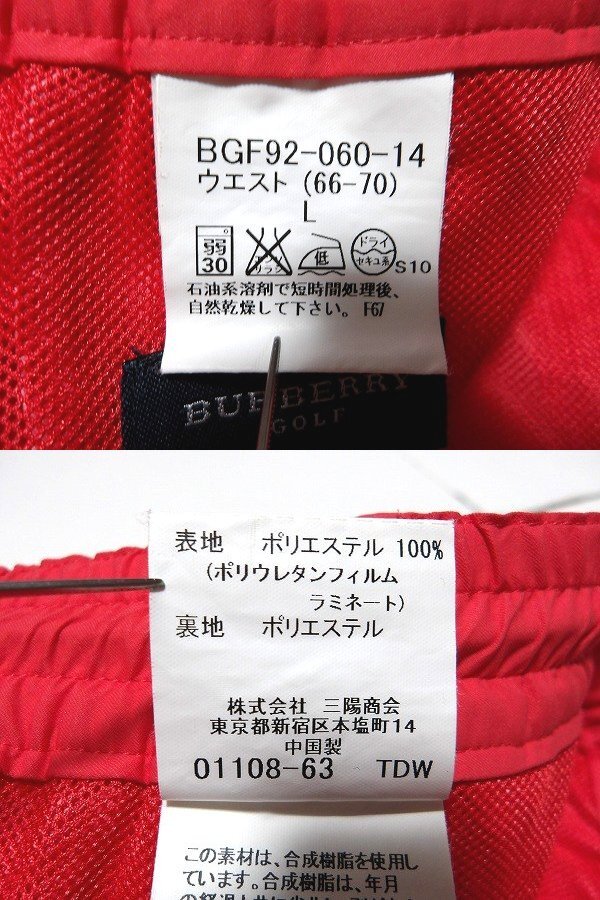 BGF92-060-14
ウエスト (66-70)
L
弱
30
低
ドライ
セキユ系
S10
石油系溶剤で短時間処理後、
自然乾燥して下さい。 F67
BURBERRY
GOLF
表地 ポリエステル 100%
(ポリウレタンフィルム
ラミネート)
裏地 ポリエステル
株式会社 三陽商会
東京都新宿区本塩町14
中国製
01108-63 TDW
この素材は、合成樹脂を使用し
ています。合成樹脂は、年月